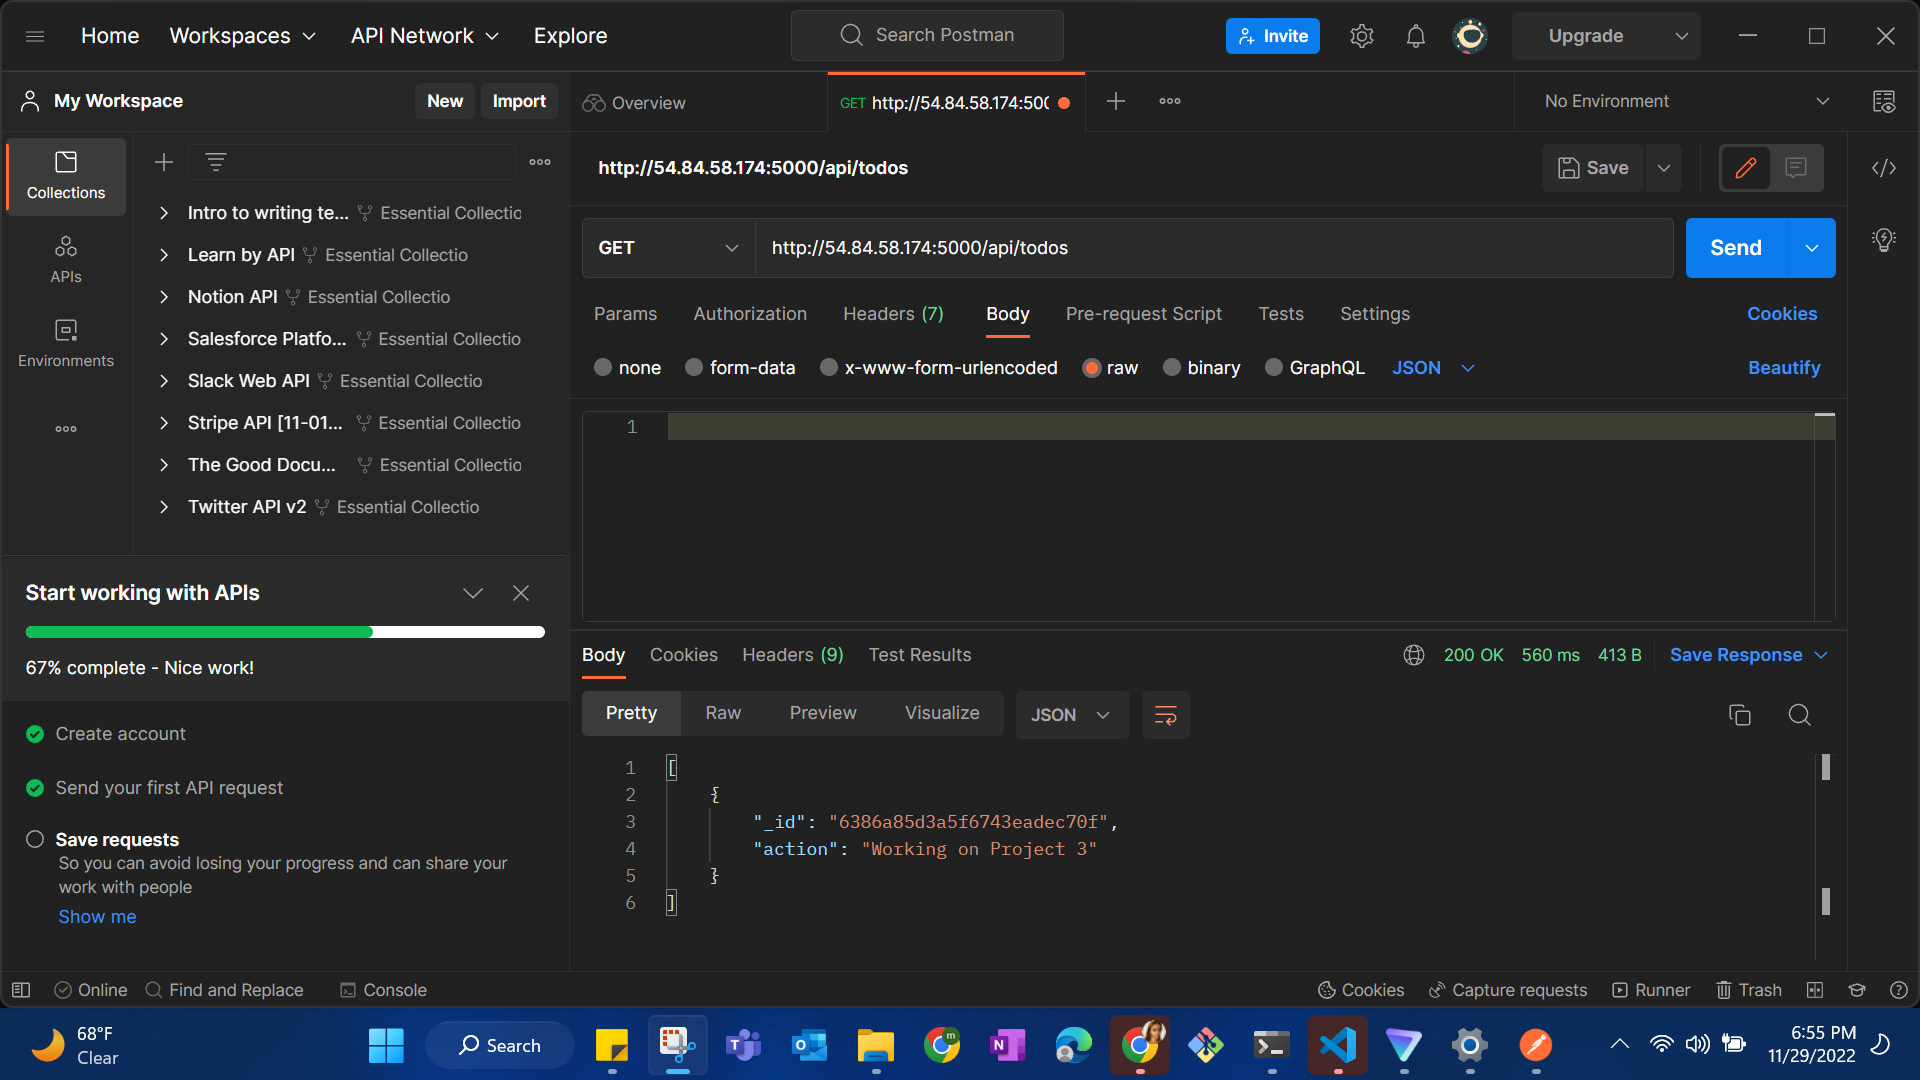 Home Workspaces API Network Explore Search Postman Invite Upgrade
My Workspace New Import Overview GET http://54.84.58.174:500 No Environment
Collections
APIs
Environments
Intro to writing te... Essential Collectio
Learn by API Essential Collectio
Notion API Essential Collectio
Salesforce Platfo... Essential Collectio
Slack Web API Essential Collectio
Stripe API [11-01... Essential Collectio
The Good Docu... Essential Collectio
Twitter API v2 Essential Collectio
Start working with APIs
67% complete - Nice work!
Create account
Send your first API request
Save requests
So you can avoid losing your progress and can share your
work with people
Show me
http://54.84.58.174:5000/api/todos Save
GET http://54.84.58.174:5000/api/todos Send
Params Authorization Headers (7) Body Pre-request Script Tests Settings Cookies
none form-data x-www-form-urlencoded raw binary GraphQL JSON Beautify
1
Body Cookies Headers (9) Test Results 200 OK 560 ms 413 B Save Response
Pretty Raw Preview Visualize JSON
1 [
2 {
3 "_id": "6386a85d3a5f6743eadec70f",
4 "action": "Working on Project 3"
5 }
6 ]
Online Find and Replace Console Cookies Capture requests Runner Trash
68°F
Clear
Search
6:55 PM
11/29/2022